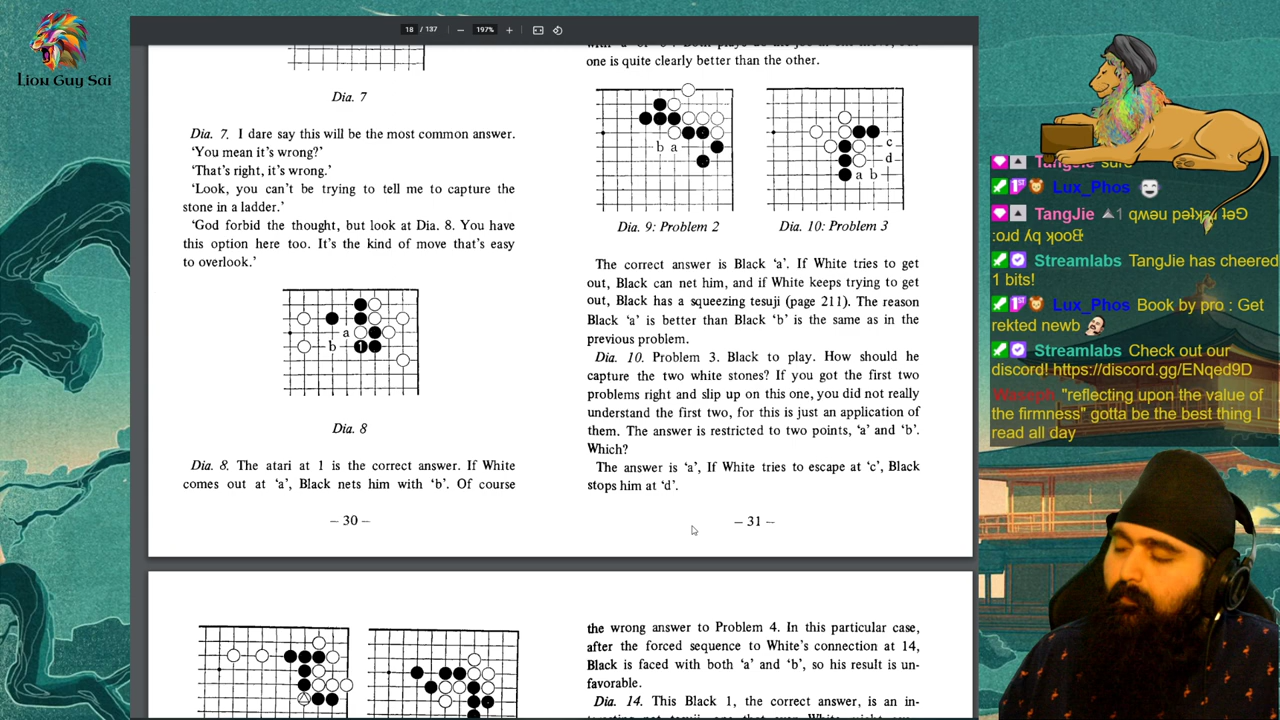 LION GUY SAI
18 / 137
197%
Dia. 7
Dia. 7. I dare say this will be the most common answer.
‘You mean it’s wrong?’
‘That’s right, it’s wrong.’
‘Look, you can’t be trying to tell me to capture the
stone in a ladder.’
‘God forbid the thought, but look at Dia. 8. You have
this option here too. It’s the kind of move that’s easy
to overlook.’
a
b
1
Dia. 8
Dia. 8. The atari at 1 is the correct answer. If White
comes out at ‘a’, Black nets him with ‘b’. Of course
– 30 –
one is quite clearly better than the other.
b a
c
d
a b
Dia. 9: Problem 2
Dia. 10: Problem 3
The correct answer is Black ‘a’. If White tries to get
out, Black can net him, and if White keeps trying to get
out, Black has a squeezing tesuji (page 211). The reason
Black ‘a’ is better than Black ‘b’ is the same as in the
previous problem.
Dia. 10. Problem 3. Black to play. How should he
capture the two white stones? If you got the first two
problems right and slip up on this one, you did not really
understand the first two, for this is just an application of
them. The answer is restricted to two points, ‘a’ and ‘b’.
Which?
The answer is ‘a’, If White tries to escape at ‘c’, Black
stops him at ‘d’.
– 31 –
the wrong answer to Problem 4. In this particular case,
after the forced sequence to White’s connection at 14,
Black is faced with both ‘a’ and ‘b’, so his result is un-
favorable.
Dia. 14. This Black 1, the correct answer, is an in-
TangJie sure
Lux_Phos
TangJie 1 qwǝu pǝʇʞǝɹ ʇǝ⅁
:oɹd ʎq ʞooᗺ
Streamlabs TangJie has cheered
1 bits!
Lux_Phos Book by pro : Get
rekted newb
Streamlabs Check out our
discord! https://discord.gg/ENqed9D
"reflecting upon the value of
the firmness" gotta be the best thing I
read all day